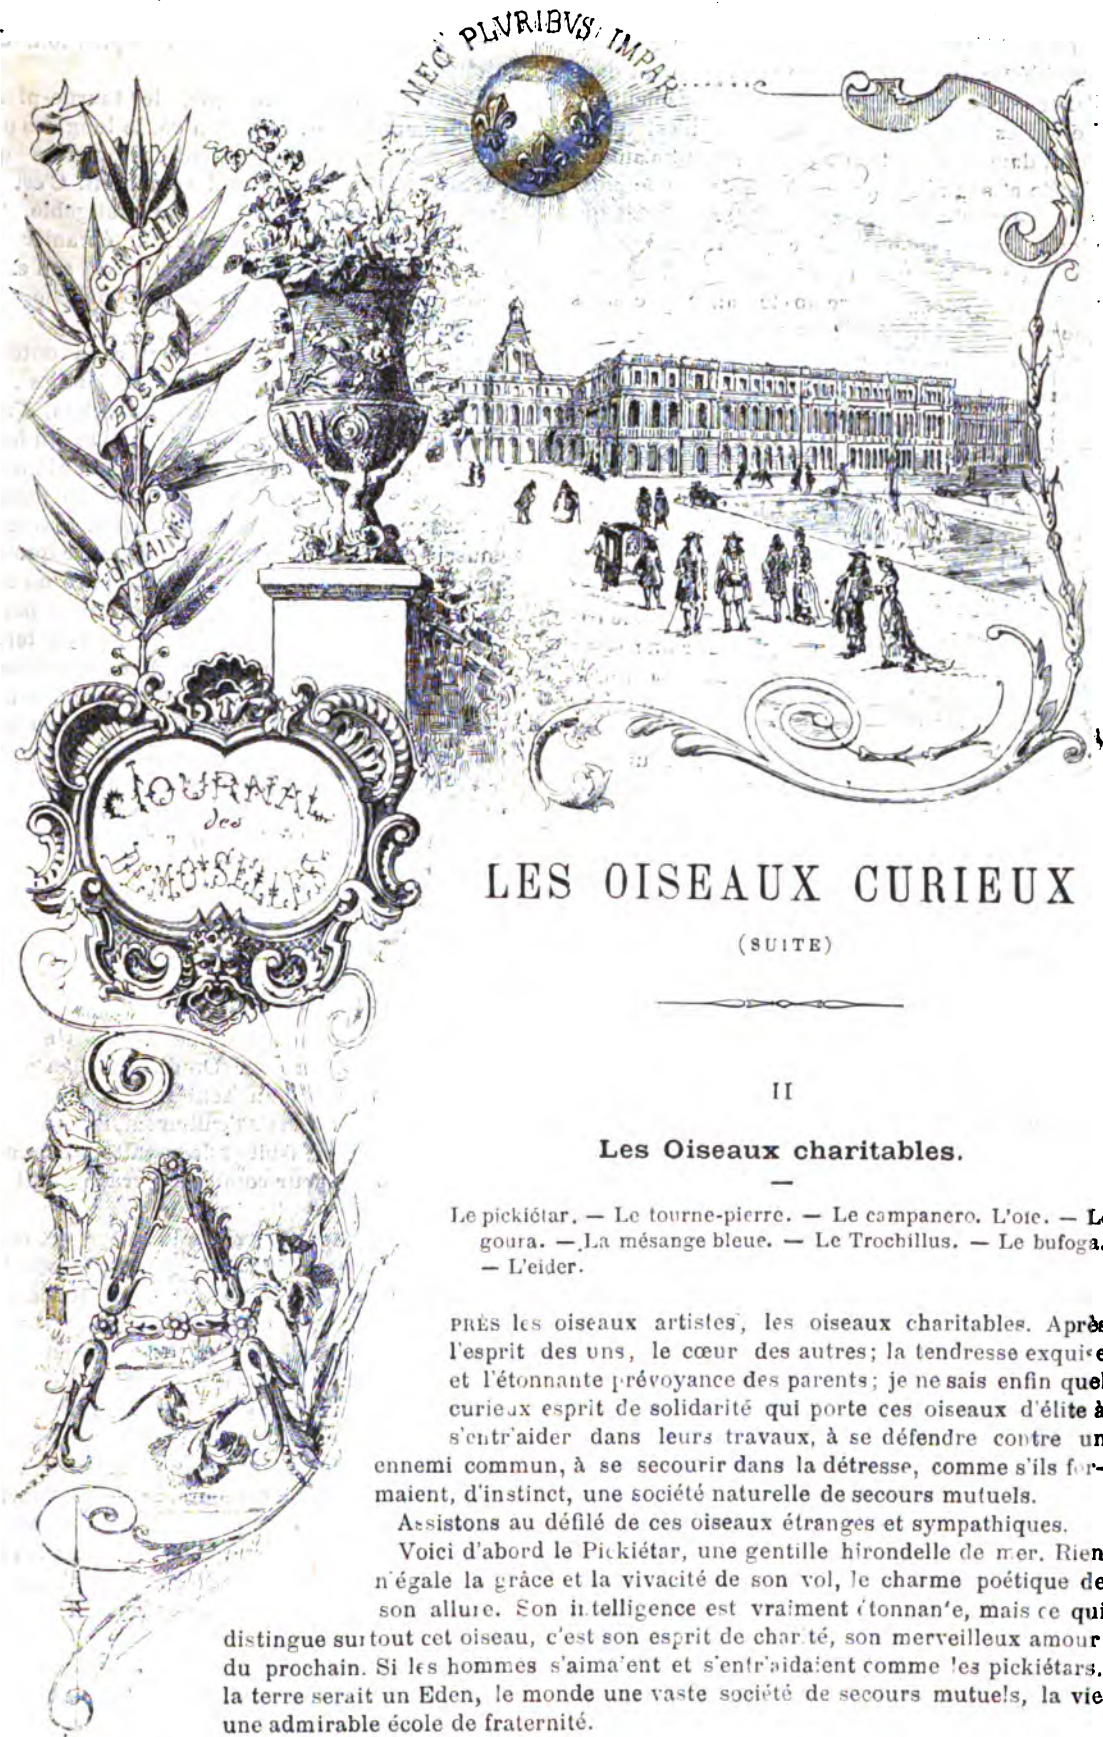 NEC PLVRIBVS IMPAR
CORNEILLE
BOSSUET
LA FONTAINE
JOURNAL
des
DEMOISELLES
LES OISEAUX CURIEUX
(SUITE)
II
Les Oiseaux charitables.
Le pickiétar. — Le tourne-pierre. — Le campanero. L'oie. — Le
goura. — La mésange bleue. — Le Trochillus. — Le bufoga.
— L'eider.
APRÈS les oiseaux artistes, les oiseaux charitables. Après
l'esprit des uns, le cœur des autres; la tendresse exquise
et l'étonnante prévoyance des parents; je ne sais enfin quel
curieux esprit de solidarité qui porte ces oiseaux d'élite à
s'entr'aider dans leurs travaux, à se défendre contre un
ennemi commun, à se secourir dans la détresse, comme s'ils for-
maient, d'instinct, une société naturelle de secours mutuels.
Assistons au défilé de ces oiseaux étranges et sympathiques.
Voici d'abord le Pickiétar, une gentille hirondelle de mer. Rien
n'égale la grâce et la vivacité de son vol, le charme poétique de
son allure. Son intelligence est vraiment étonnante, mais ce qui
distingue surtout cet oiseau, c'est son esprit de charité, son merveilleux amour
du prochain. Si les hommes s'aimaient et s'entr'aidaient comme les pickiétars,
la terre serait un Eden, le monde une vaste société de secours mutuels, la vie
une admirable école de fraternité.